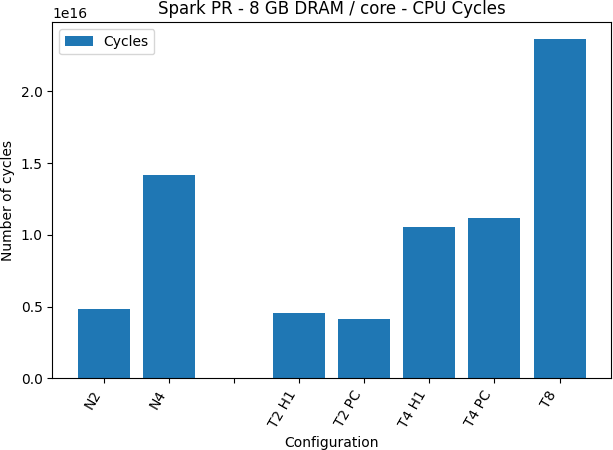 Spark PR - 8 GB DRAM / core - CPU Cycles
1e16
Cycles
Number of cycles
2.0
1.5
1.0
0.5
0.0
N2
N4
T2 H1
T2 PC
T4 H1
T4 PC
T8
Configuration